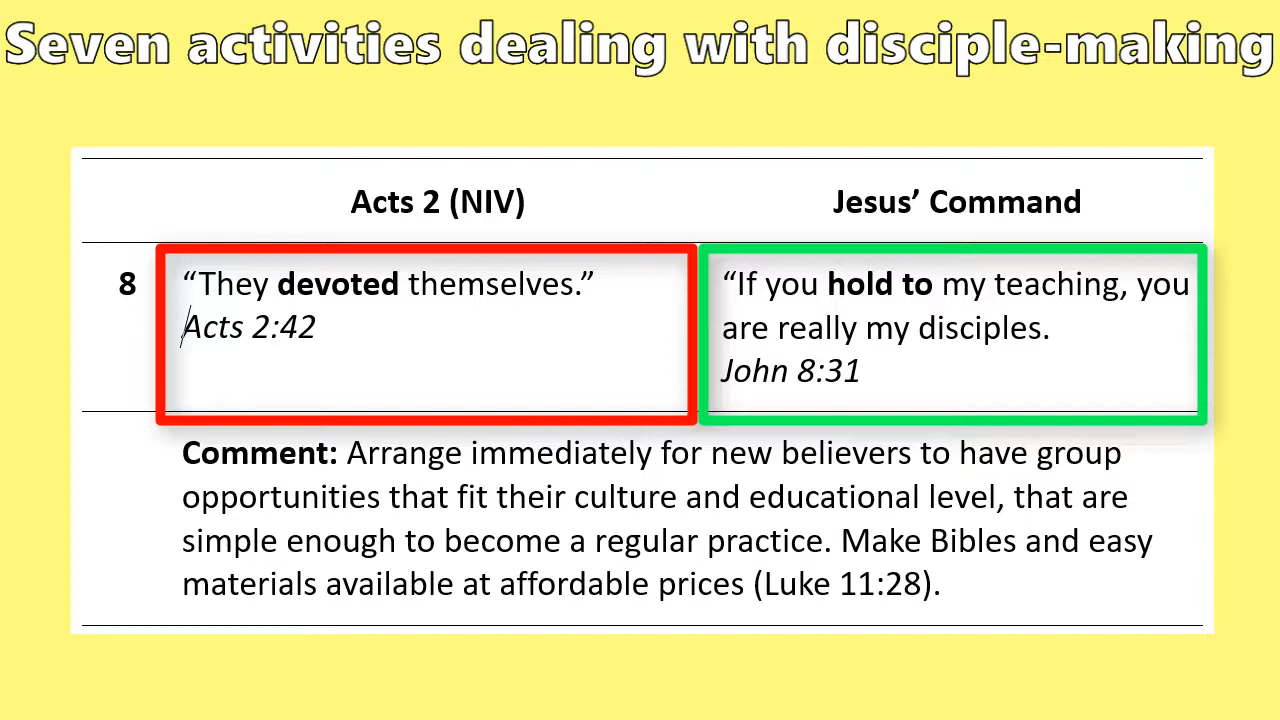 Seven activities dealing with disciple-making
Acts 2 (NIV) Jesus’ Command
8 “They devoted themselves.” “If you hold to my teaching, you
Acts 2:42 are really my disciples.
John 8:31
Comment: Arrange immediately for new believers to have group
opportunities that fit their culture and educational level, that are
simple enough to become a regular practice. Make Bibles and easy
materials available at affordable prices (Luke 11:28).